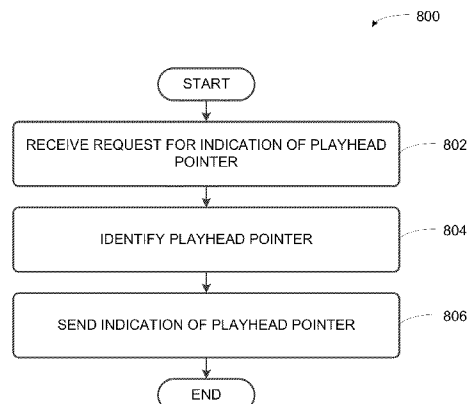 800
START
RECEIVE REQUEST FOR INDICATION OF PLAYHEAD
POINTER
802
IDENTIFY PLAYHEAD POINTER
804
SEND INDICATION OF PLAYHEAD POINTER
806
END